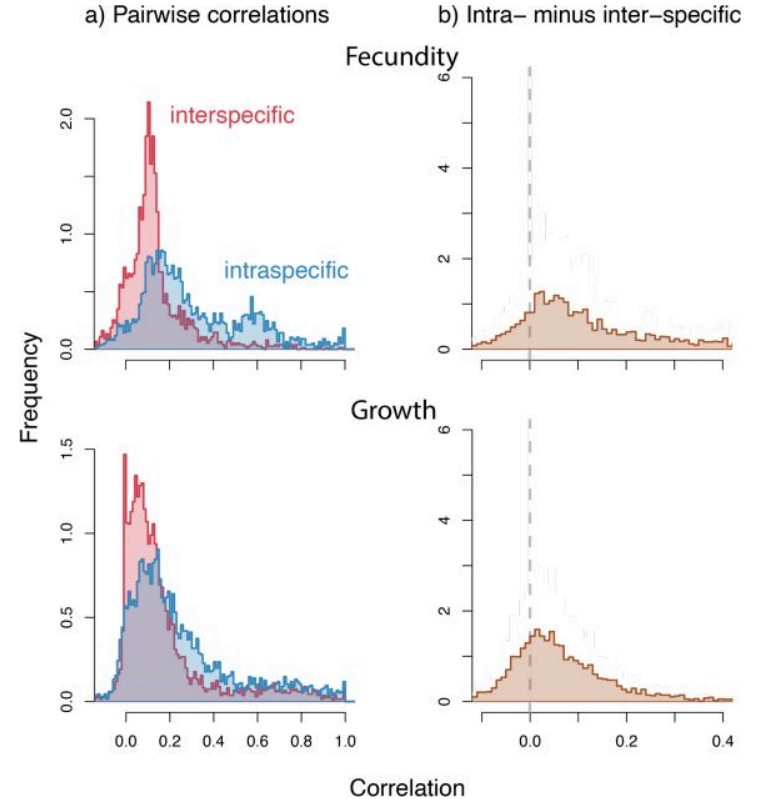 a) Pairwise correlations
b) Intra− minus inter−specific
Fecundity
interspecific
intraspecific
2.0
1.0
0.0
6
4
2
0
Frequency
Growth
1.5
1.0
0.5
0.0
6
4
2
0
0.0 0.2 0.4 0.6 0.8 1.0
0.0 0.2 0.4
Correlation